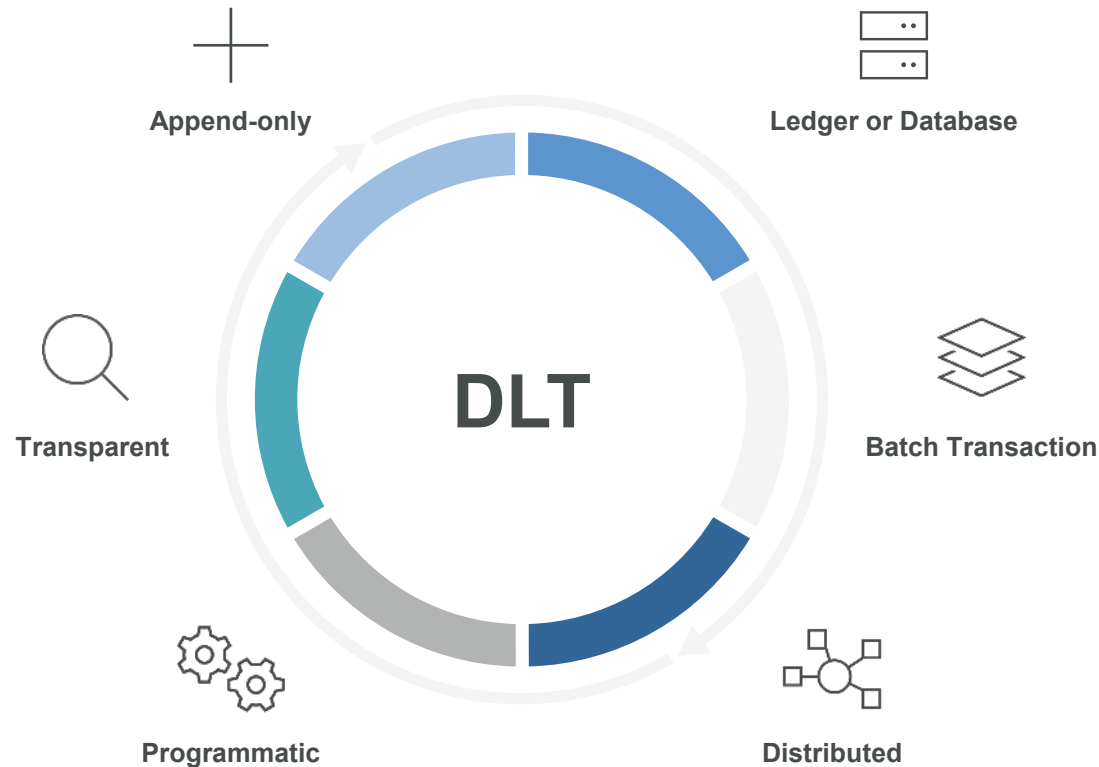 Append-only
Ledger or Database
Transparent
DLT
Batch Transaction
Programmatic
Distributed